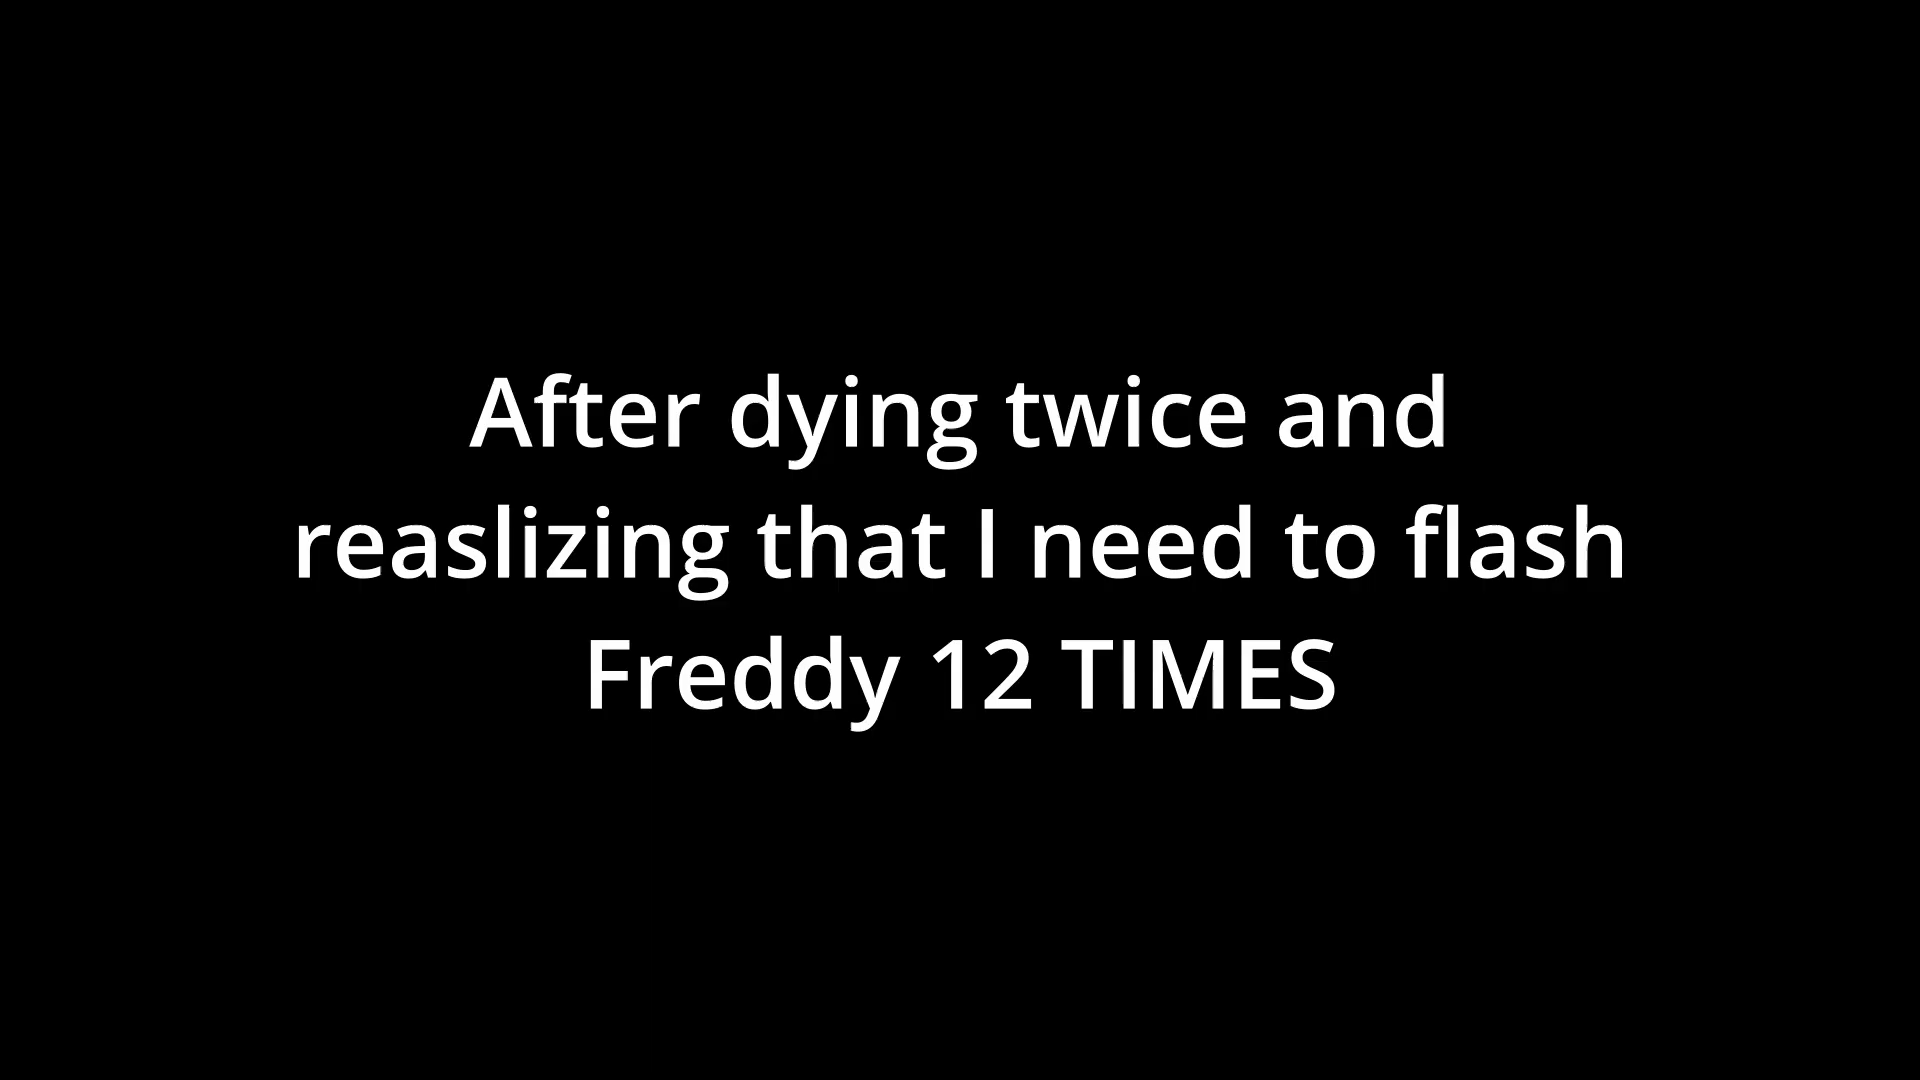 After dying twice and
reaslizing that I need to flash
Freddy 12 TIMES